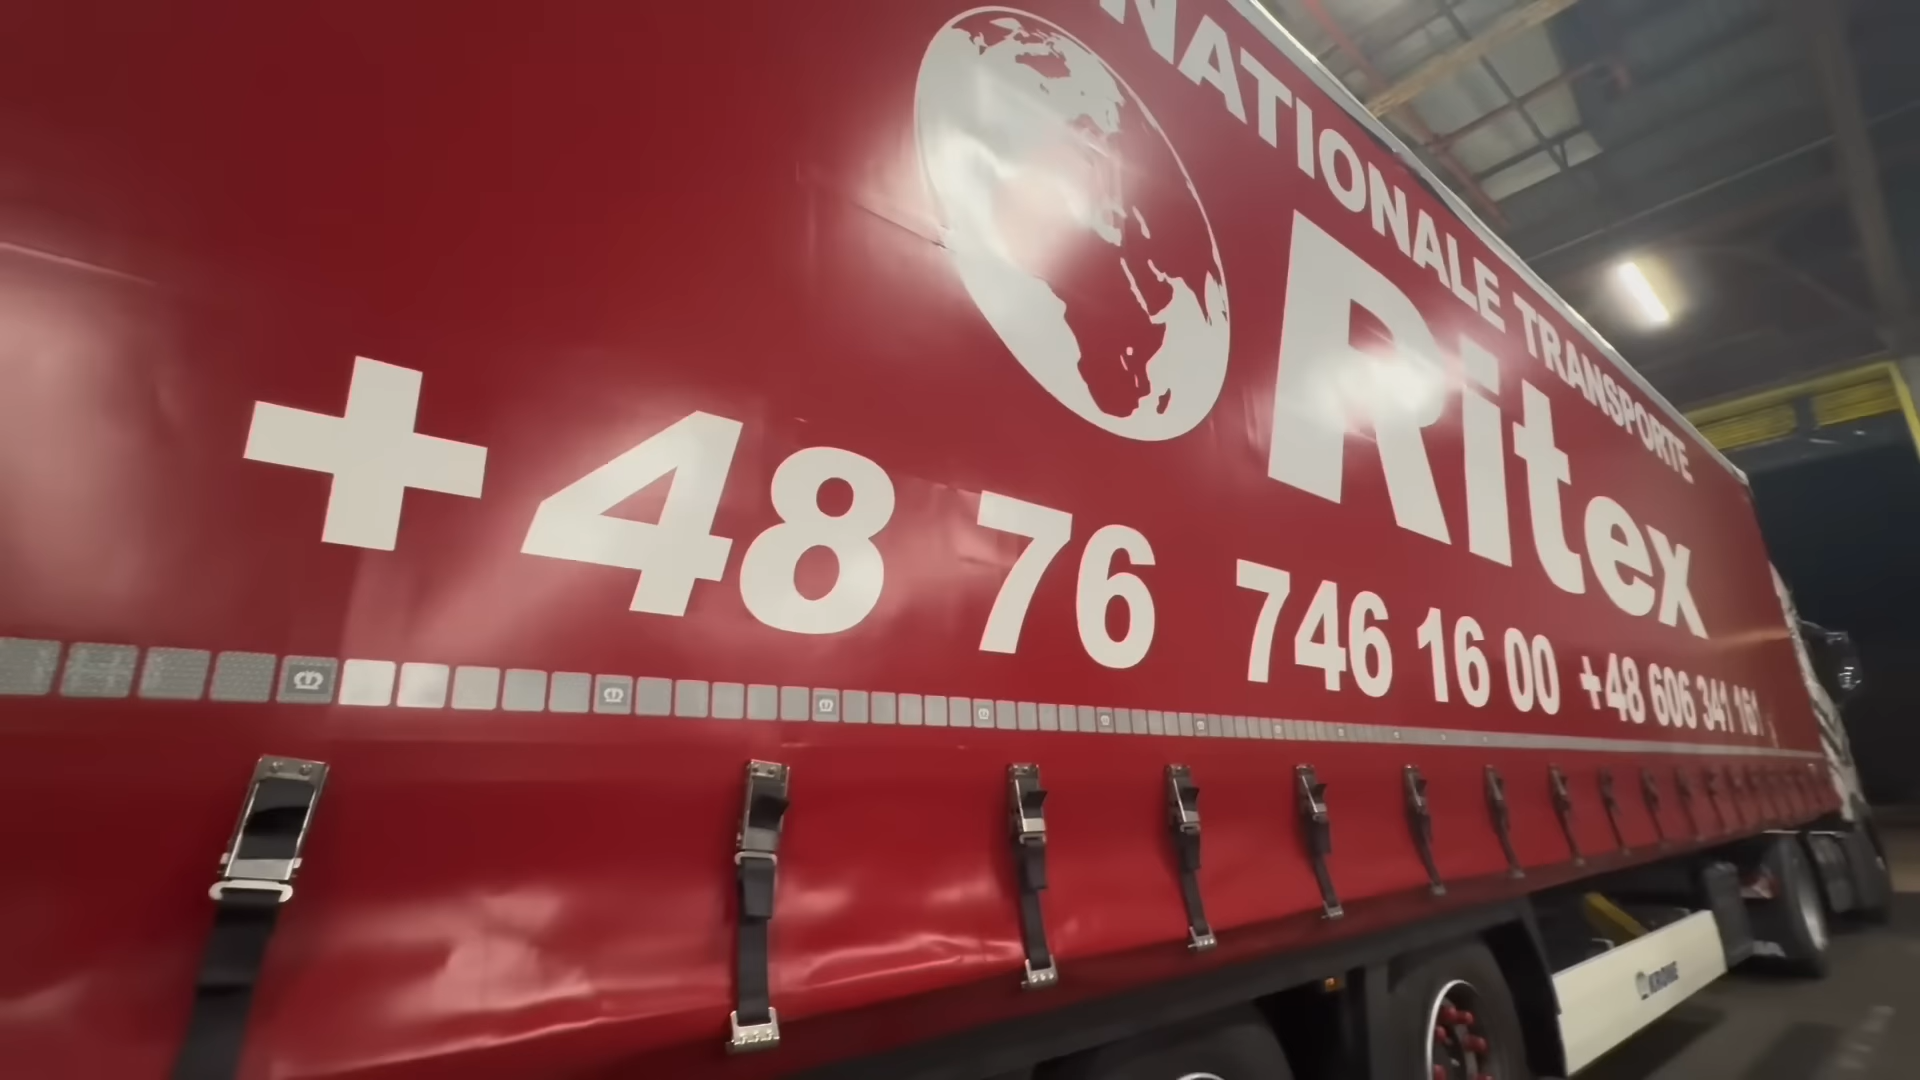 NATIONALE TRANSPORTE
Ritex
+48 76 746 16 00 +48 606 341 161
KRONE